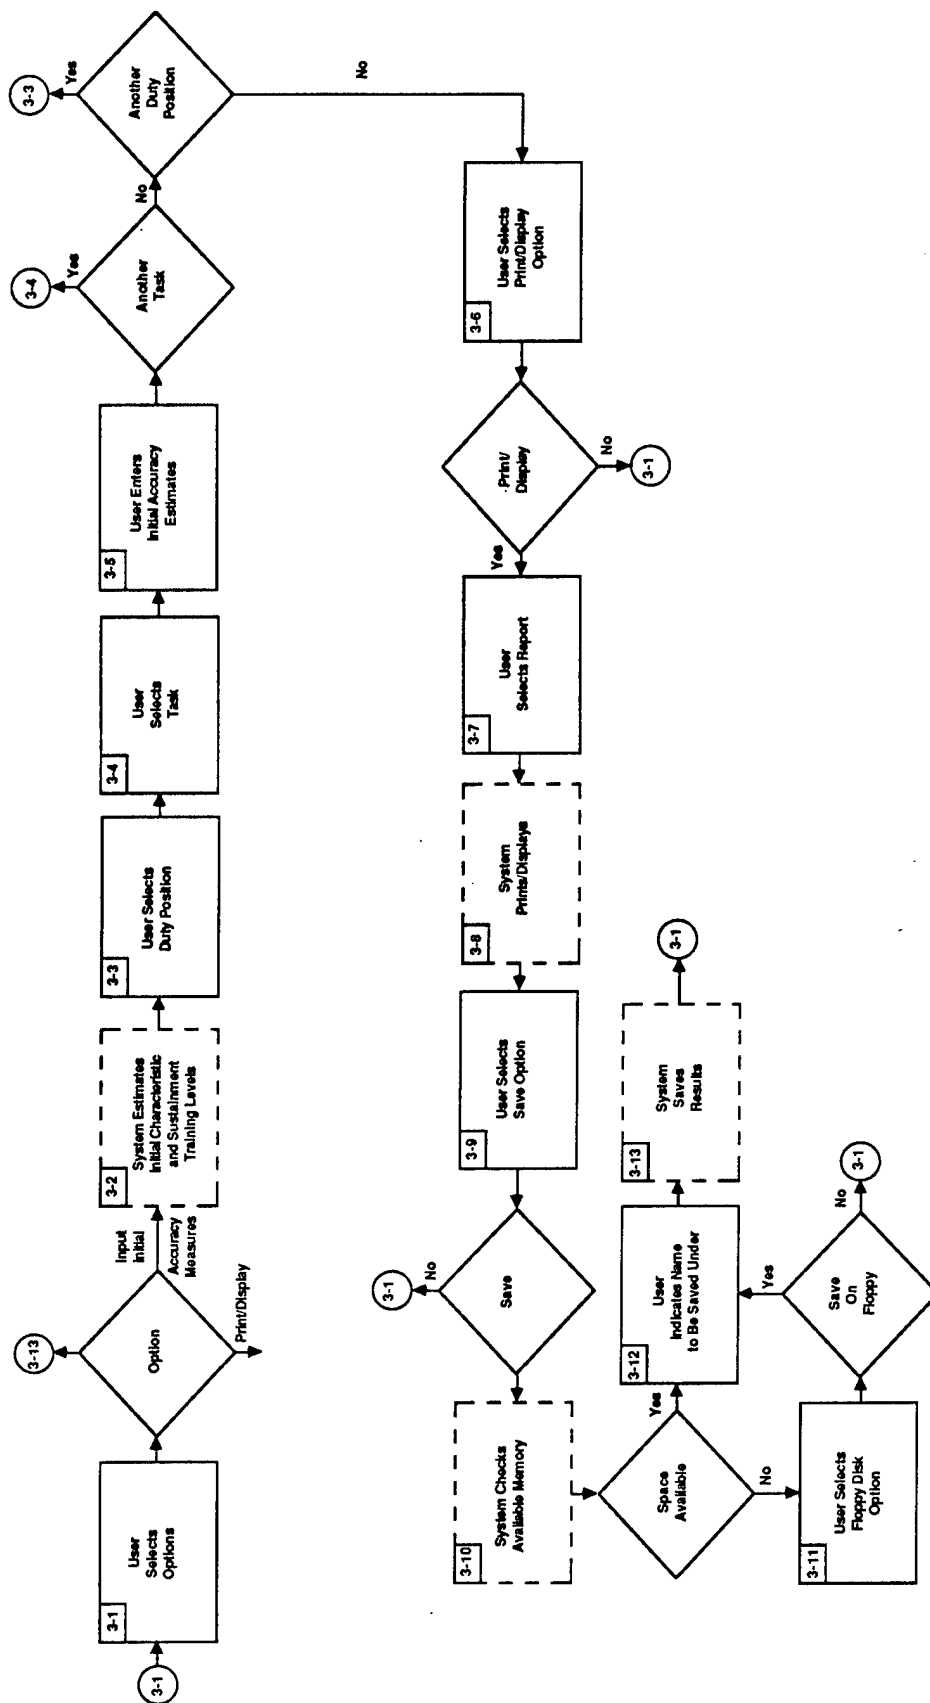 3-1
3-1
User
Selects
Options
Option
3-13
Print/Display
Input
Initial
Accuracy
Measures
3-2
System Estimates
Initial Characteristic
and Sustainment
Training Levels
3-3
User Selects
Duty Position
3-4
User
Selects
Task
3-5
User Enters
Initial Accuracy
Estimates
Another
Task
Yes
3-4
No
Another
Duty
Position
Yes
3-3
No
3-6
User Selects
Print/Display
Option
Print/
Display
No
3-1
Yes
3-7
User
Selects Report
3-8
System
Prints/Displays
3-9
User Selects
Save Option
Save
No
3-1
3-10
System Checks
Available Memory
Space
Available
Yes
No
3-11
User Selects
Floppy Disk
Option
Save
On
Floppy
No
3-1
Yes
3-12
User
Indicates Name
to Be Saved Under
3-13
System
Saves
Results
3-1